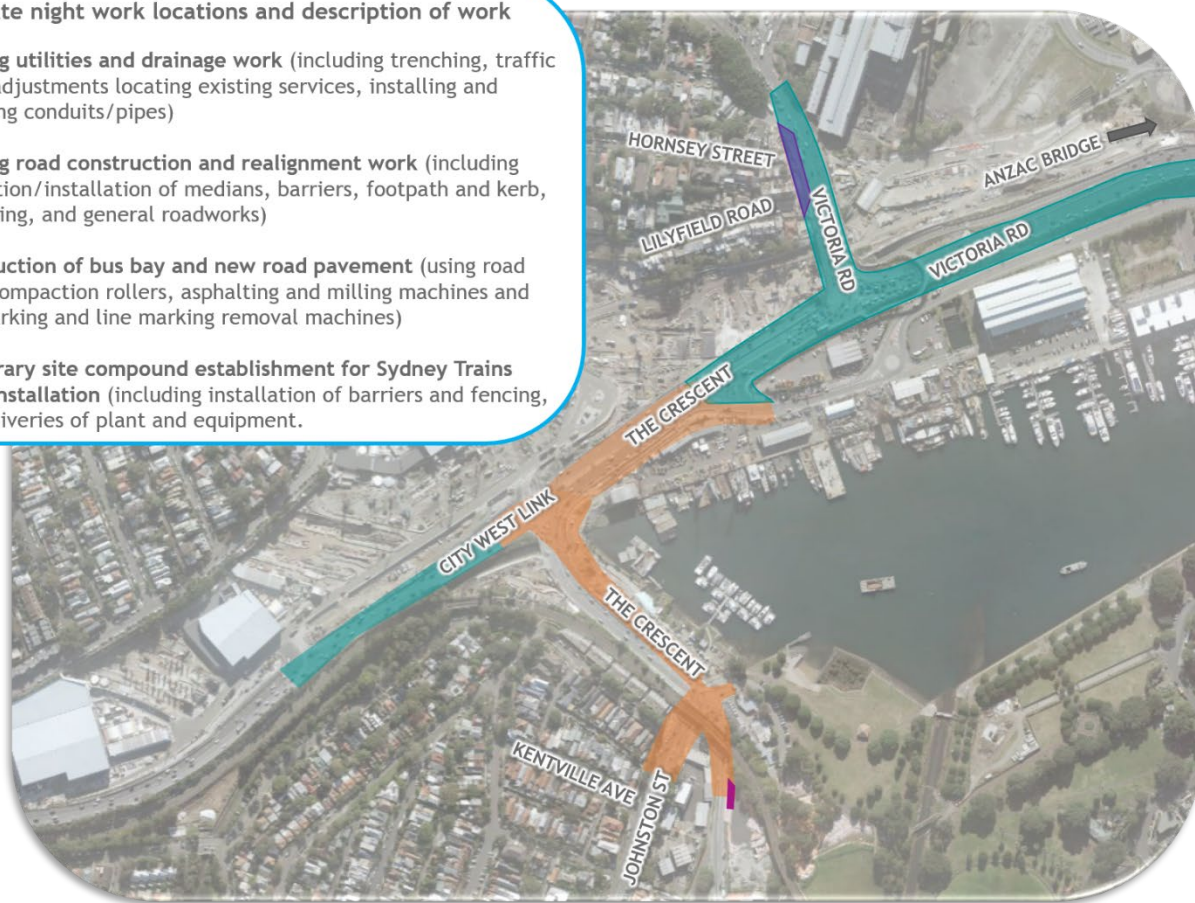 te night work locations and description of work
g utilities and drainage work (including trenching, traffic
adjustments locating existing services, installing and
ng conduits/pipes)
g road construction and realignment work (including
tion/installation of medians, barriers, footpath and kerb,
ing, and general roadworks)
uction of bus bay and new road pavement (using road
ompaction rollers, asphalting and milling machines and
rking and line marking removal machines)
rary site compound establishment for Sydney Trains
nstallation (including installation of barriers and fencing,
iveries of plant and equipment.
HORNSEY STREET
ANZAC BRIDGE
LILYFIELD ROAD
VICTORIA RD
VICTORIA RD
THE CRESCENT
CITY WEST LINK
THE CRESCENT
KENTVILLE AVE
JOHNSTON ST